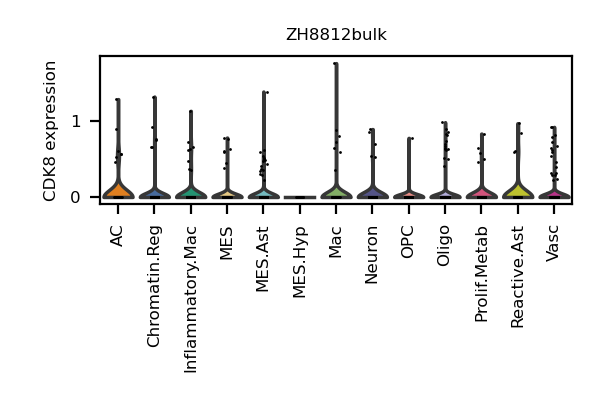 ZH8812bulk
CDK8 expression
1
0
AC
Chromatin.Reg
Inflammatory.Mac
MES
MES.Ast
MES.Hyp
Mac
Neuron
OPC
Oligo
Prolif.Metab
Reactive.Ast
Vasc